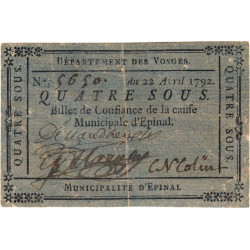 DÉPARTEMENT DES VOSGES.
N.° 5650. du 22 Avril 1792.
QUATRE SOUS.
Billet de Confiance de la caisse
Municipale d'Epinal.
C N Colin
MUNICIPALITÉ D'ÉPINAL
QUATRE SOUS.
QUATRE SOUS.